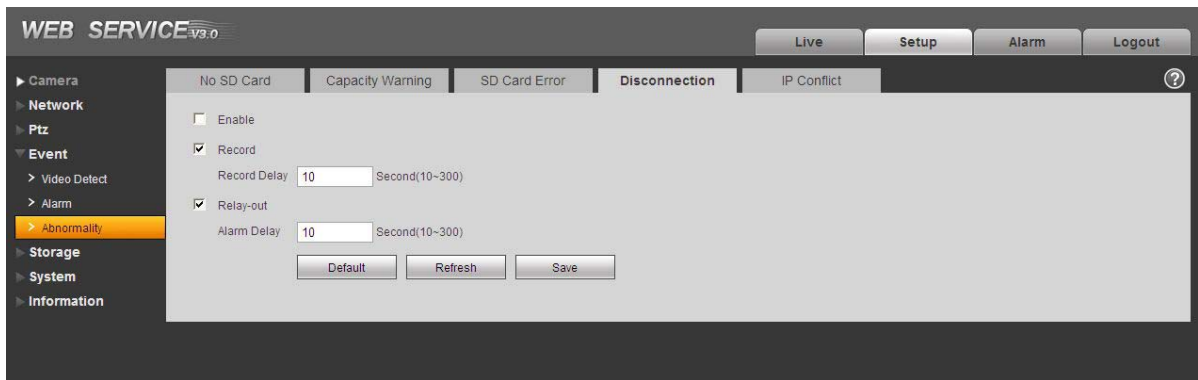 WEB SERVICE V3.0
Live Setup Alarm Logout
Camera
Network
Ptz
Event
Video Detect
Alarm
Abnormality
Storage
System
Information
No SD Card Capacity Warning SD Card Error Disconnection IP Conflict ?
Enable
Record
Record Delay 10 Second(10~300)
Relay-out
Alarm Delay 10 Second(10~300)
Default Refresh Save